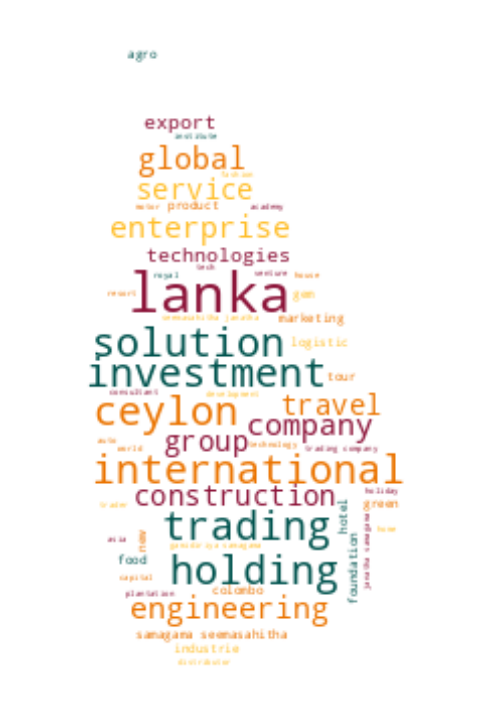 agro
export
institute
global
fashion
service
motor product academy
enterprise
technologies
tech
royal venture house
lanka
resort gem
seemasahitha janatha marketing
solution logistic
investment tour
consultant development
ceylon travel
company
group technology trading company
auto
world
international
construction holiday
trader green
trading hotel
janatha samagama
home
asia new
ganakiriya samagama
food foundation
holding
capital
plantation colombo
engineering
samagama seemasahitha
industrie
distributor